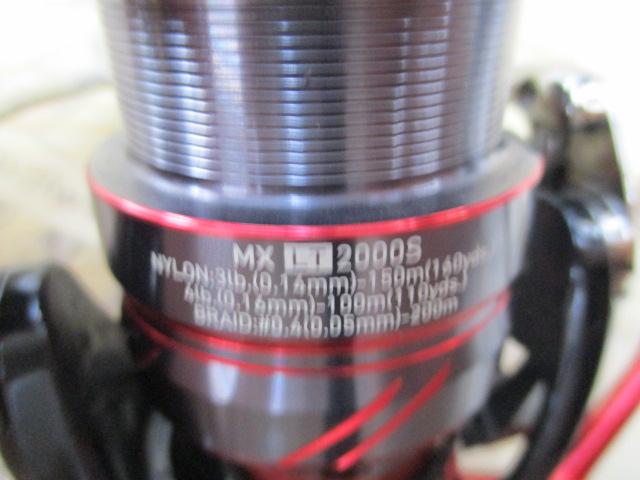 MX LT 2000S
NYLON:3lb.(0.14mm)-150m(160yds.)
4lb.(0.16mm)-100m(110yds.)
BRAID:#0.4(0.05mm)-200m